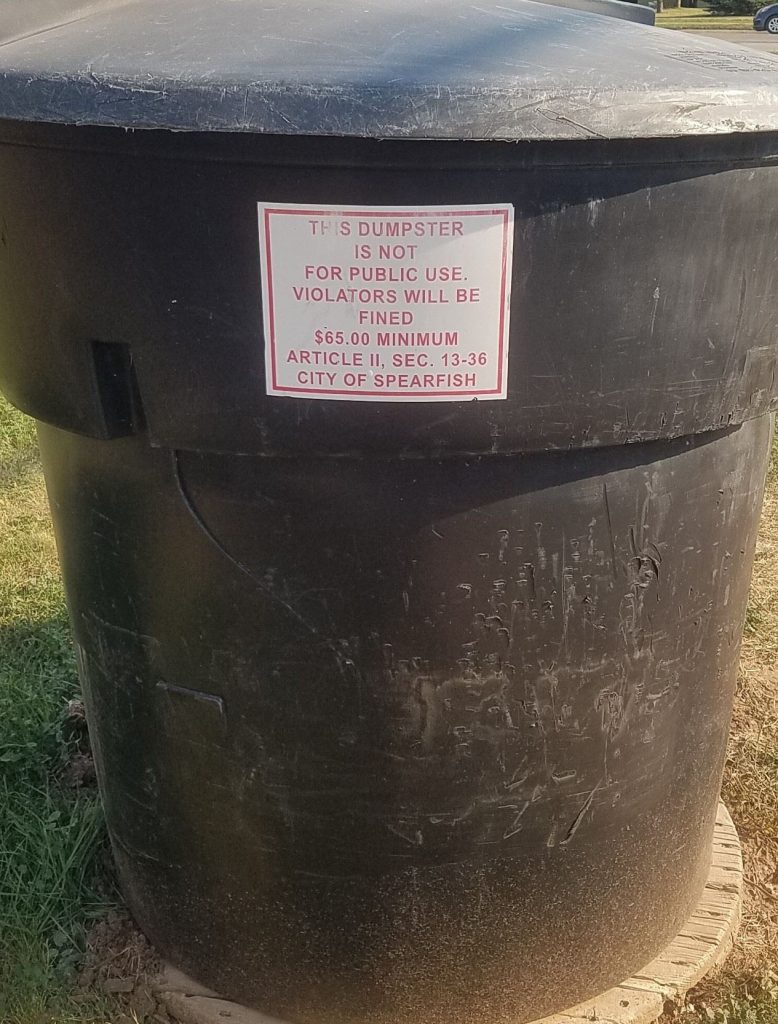 THIS DUMPSTER
IS NOT
FOR PUBLIC USE.
VIOLATORS WILL BE
FINED
$65.00 MINIMUM
ARTICLE II, SEC. 13-36
CITY OF SPEARFISH